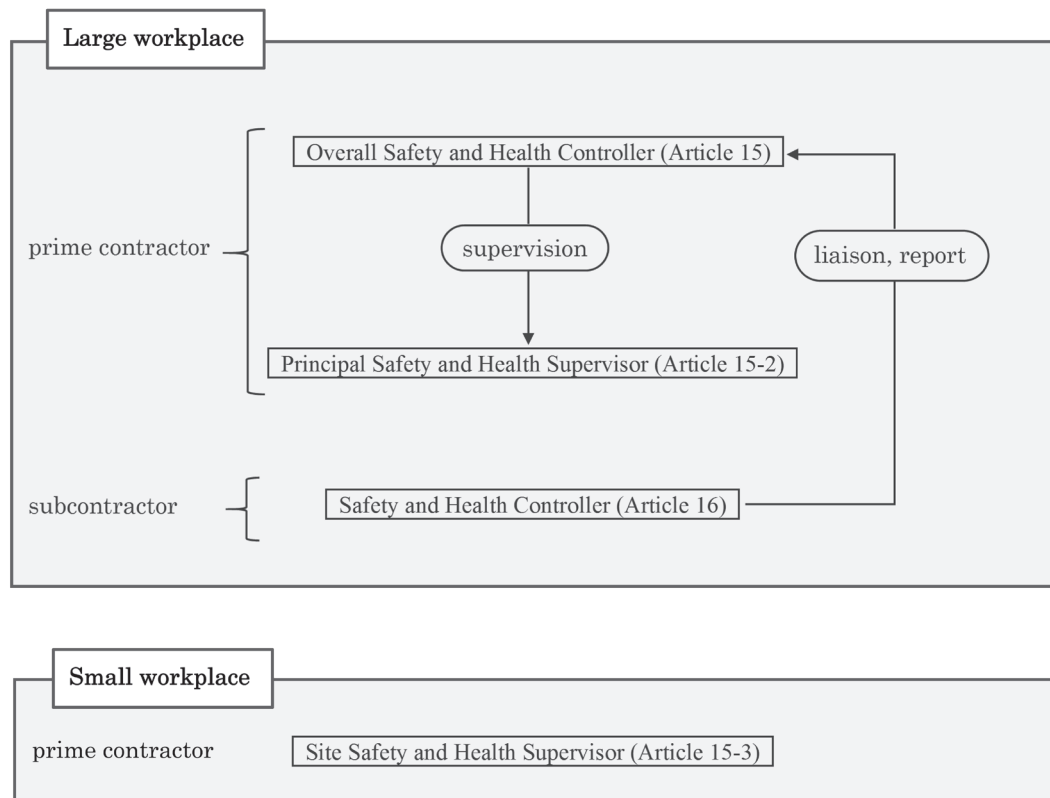 Large workplace
Overall Safety and Health Controller (Article 15)
prime contractor
supervision
liaison, report
Principal Safety and Health Supervisor (Article 15-2)
subcontractor
Safety and Health Controller (Article 16)
Small workplace
prime contractor
Site Safety and Health Supervisor (Article 15-3)